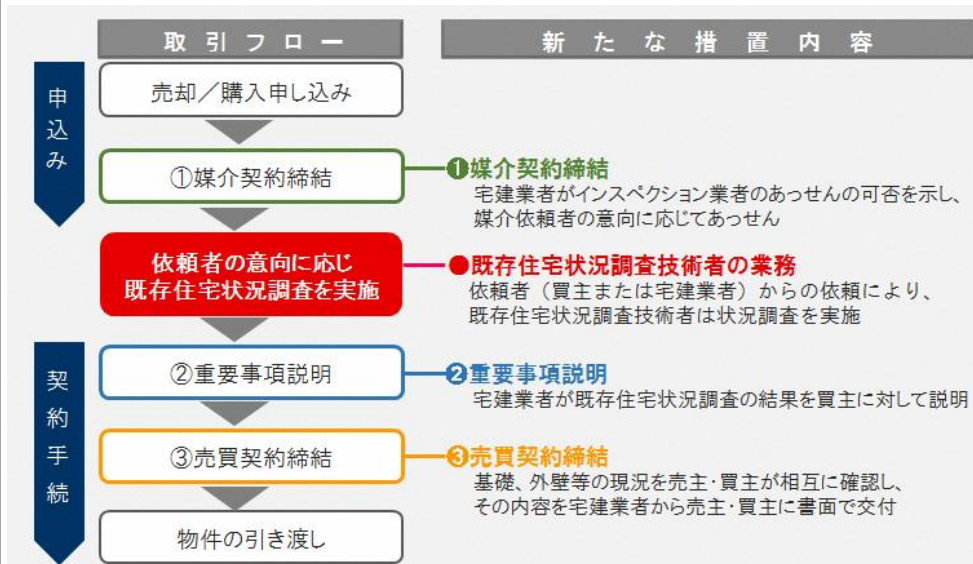 取引フロー
新たな措置内容
申込み
売却／購入申し込み
①媒介契約締結
❶媒介契約締結
宅建業者がインスペクション業者のあっせんの可否を示し、
媒介依頼者の意向に応じてあっせん
依頼者の意向に応じ
既存住宅状況調査を実施
●既存住宅状況調査技術者の業務
依頼者（買主または宅建業者）からの依頼により、
既存住宅状況調査技術者は状況調査を実施
契約手続
②重要事項説明
❷重要事項説明
宅建業者が既存住宅状況調査の結果を買主に対して説明
③売買契約締結
❸売買契約締結
基礎、外壁等の現況を売主・買主が相互に確認し、
その内容を宅建業者から売主・買主に書面で交付
物件の引き渡し